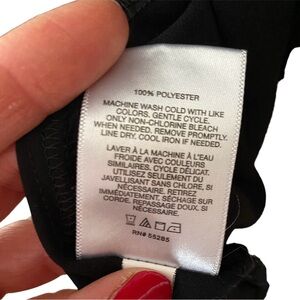 100% POLYESTER
MACHINE WASH COLD WITH LIKE
COLORS. GENTLE CYCLE.
ONLY NON-CHLORINE BLEACH
WHEN NEEDED. REMOVE PROMPTLY.
LINE DRY. COOL IRON IF NEEDED.
LAVER À LA MACHINE À L'EAU
FROIDE AVEC COULEURS
SIMILAIRES. CYCLE DÉLICAT.
UTILISEZ SEULEMENT DU
JAVELLISANT SANS CHLORE, SI
NÉCESSAIRE. RETIREZ
IMMÉDIATEMENT. SÉCHAGE SUR
CORDE. REPASSAGE DOUX, SI
NÉCESSAIRE.
RN# 55285